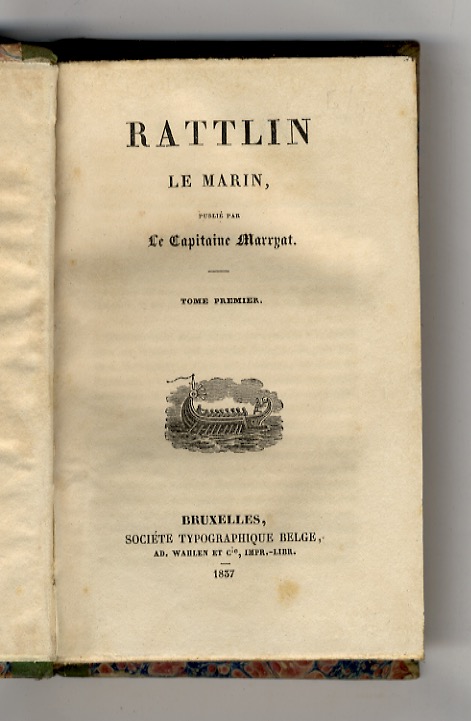 RATTLIN
LE MARIN,
PUBLIÉ PAR
Le Capitaine Marryat.
TOME PREMIER.
BRUXELLES,
SOCIÉTÉ TYPOGRAPHIQUE BELGE,
AD. WAHLEN ET Cie, IMPR.-LIBR.
1837